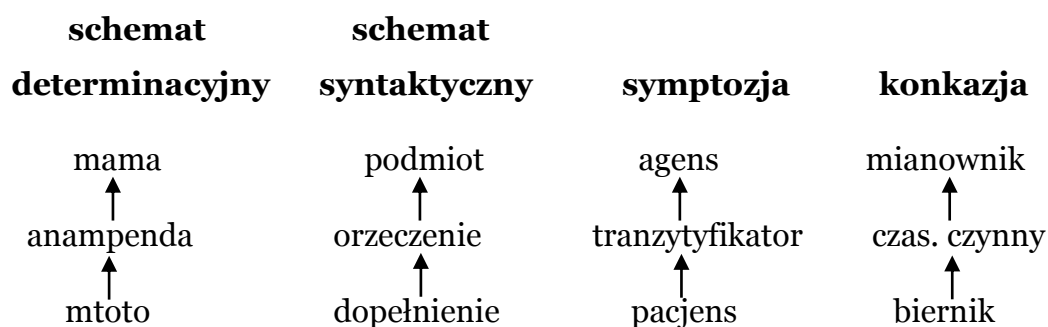 schemat schemat
determinacyjny syntaktyczny symptozja konkazja
mama podmiot agens mianownik
anampenda orzeczenie tranzytyfikator czas. czynny
mtoto dopełnienie pacjens biernik